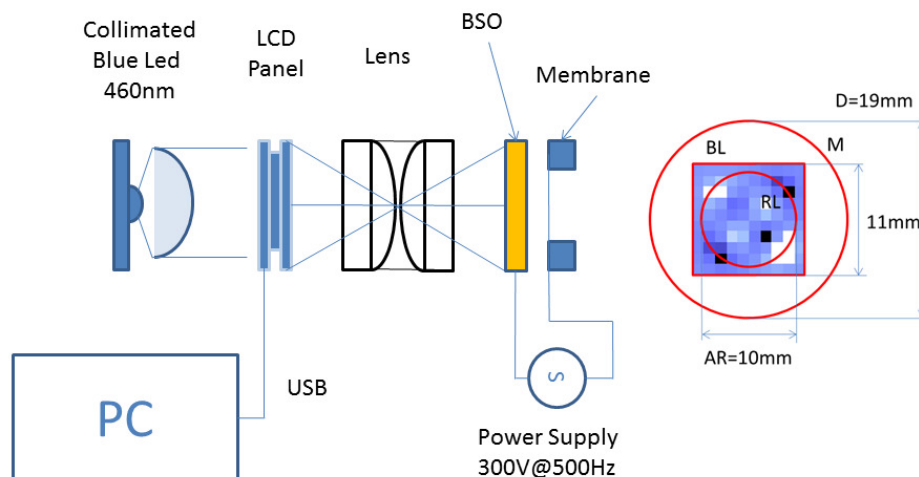 Collimated
Blue Led
460nm
LCD
Panel
Lens
BSO
Membrane
D=19mm
BL
M
RL
11mm
AR=10mm
PC
USB
S
Power Supply
300V@500Hz